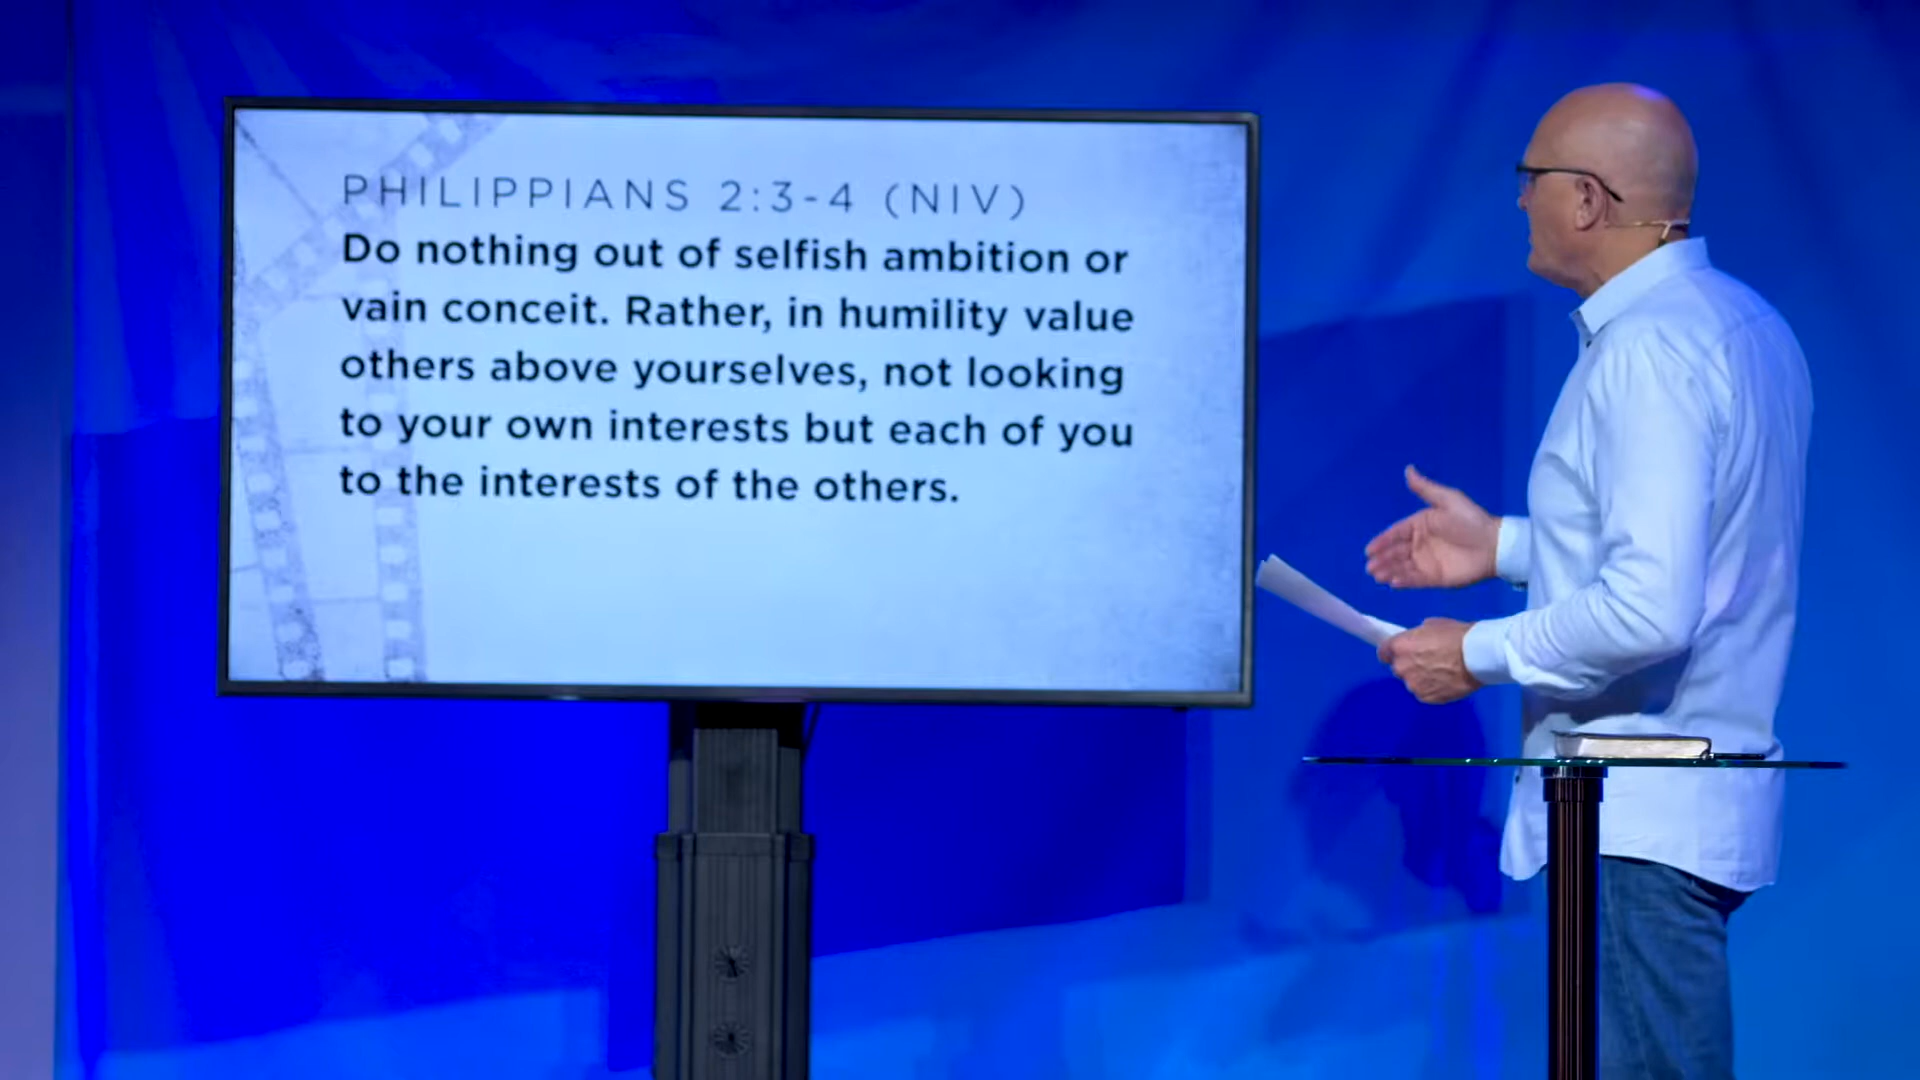 PHILIPPIANS 2:3-4 (NIV)
Do nothing out of selfish ambition or
vain conceit. Rather, in humility value
others above yourselves, not looking
to your own interests but each of you
to the interests of the others.